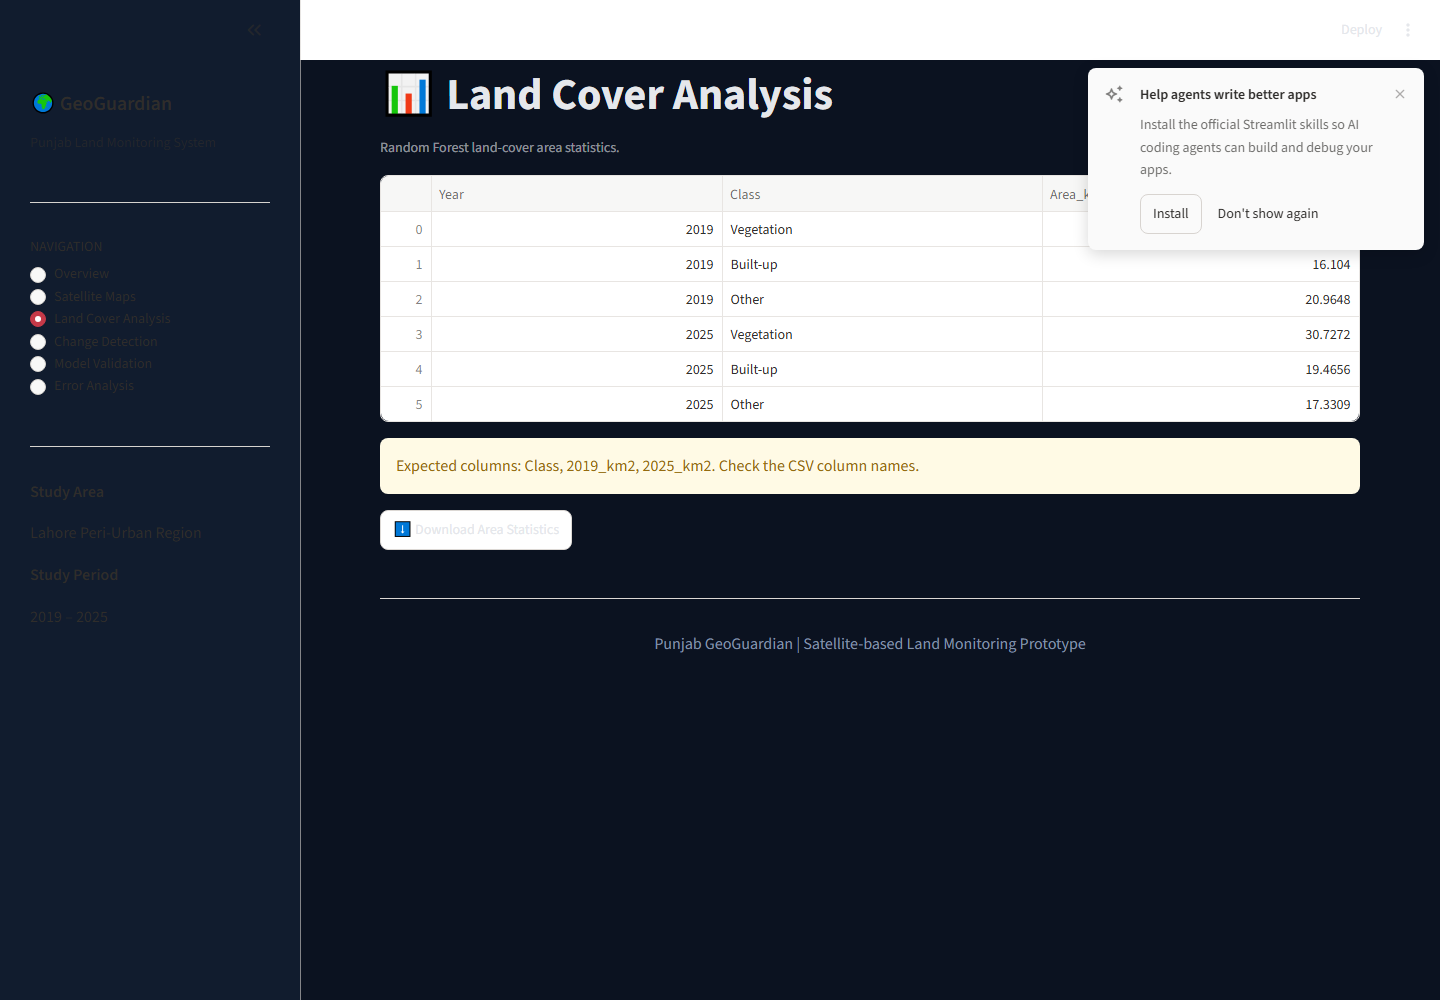 Deploy
GeoGuardian
Punjab Land Monitoring System
NAVIGATION
Overview
Satellite Maps
Land Cover Analysis
Change Detection
Model Validation
Error Analysis
Study Area
Lahore Peri-Urban Region
Study Period
2019 – 2025
Land Cover Analysis
Random Forest land-cover area statistics.
Year Class Area_k
0 2019 Vegetation
1 2019 Built-up 16.104
2 2019 Other 20.9648
3 2025 Vegetation 30.7272
4 2025 Built-up 19.4656
5 2025 Other 17.3309
Expected columns: Class, 2019_km2, 2025_km2. Check the CSV column names.
Download Area Statistics
Punjab GeoGuardian | Satellite-based Land Monitoring Prototype
Help agents write better apps
Install the official Streamlit skills so AI
coding agents can build and debug your
apps.
Install Don't show again